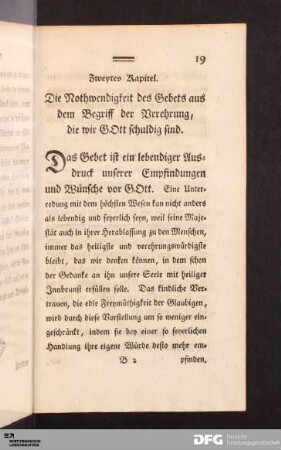 19
Zweytes Kapitel.
Die Nothwendigkeit des Gebets aus
dem Begriff der Verehrung,
die wir GOtt schuldig sind.
Das Gebet ist ein lebendiger Aus-
druck unserer Empfindungen
und Wünsche vor GOtt. Eine Unter-
redung mit dem höchsten Wesen kan nicht anders
als lebendig und feyerlich seyn, weil seine Maje-
stät auch in ihrer Herablassung zu den Menschen,
immer das heiligste und verehrungswürdigste
bleibt, das wir denken können, in dem schon
der Gedanke an ihn unsere Seele mit heiliger
Innbrunst erfüllen solle. Das kindliche Ver-
trauen, die edle Freymüthigkeit der Glaubigen,
wird durch diese Vorstellung um so weniger ein-
geschränkt, indem sie bey einer so feyerlichen
Handlung ihre eigene Würde desto mehr em-
B 2 pfinden,
DFG Deutsche
Forschungsgemeinschaft